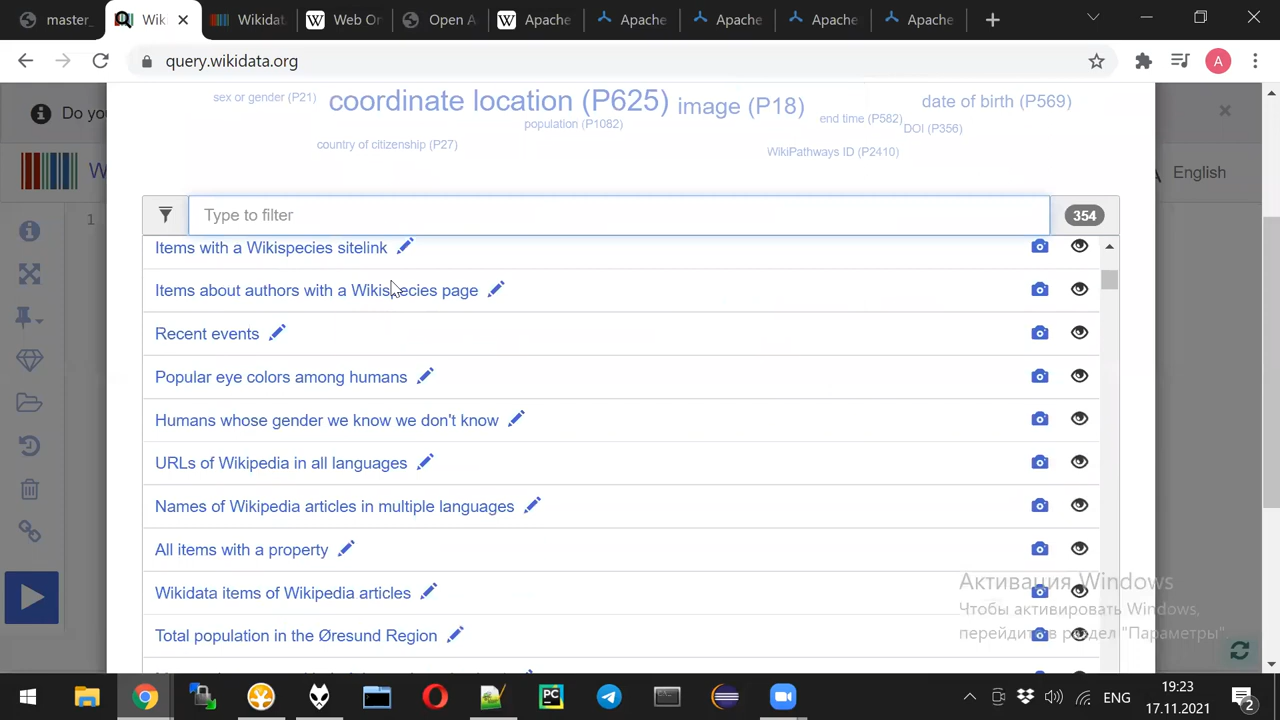 master_
Wik
Wikidat
Web On
Open A
Apache
Apache
Apache
Apache
Apache
query.wikidata.org
A
Do you
sex or gender (P21)
coordinate location (P625)
image (P18)
date of birth (P569)
population (P1082)
end time (P582)
DOI (P356)
country of citizenship (P27)
WikiPathways ID (P2410)
W
English
1
Type to filter
354
Items with a Wikispecies sitelink
Items about authors with a Wikispecies page
Recent events
Popular eye colors among humans
Humans whose gender we know we don't know
URLs of Wikipedia in all languages
Names of Wikipedia articles in multiple languages
All items with a property
Wikidata items of Wikipedia articles
Total population in the Øresund Region
Активация Windows
Чтобы активировать Windows,
перейдите в раздел "Параметры".
PC
ENG
19:23
17.11.2021
2